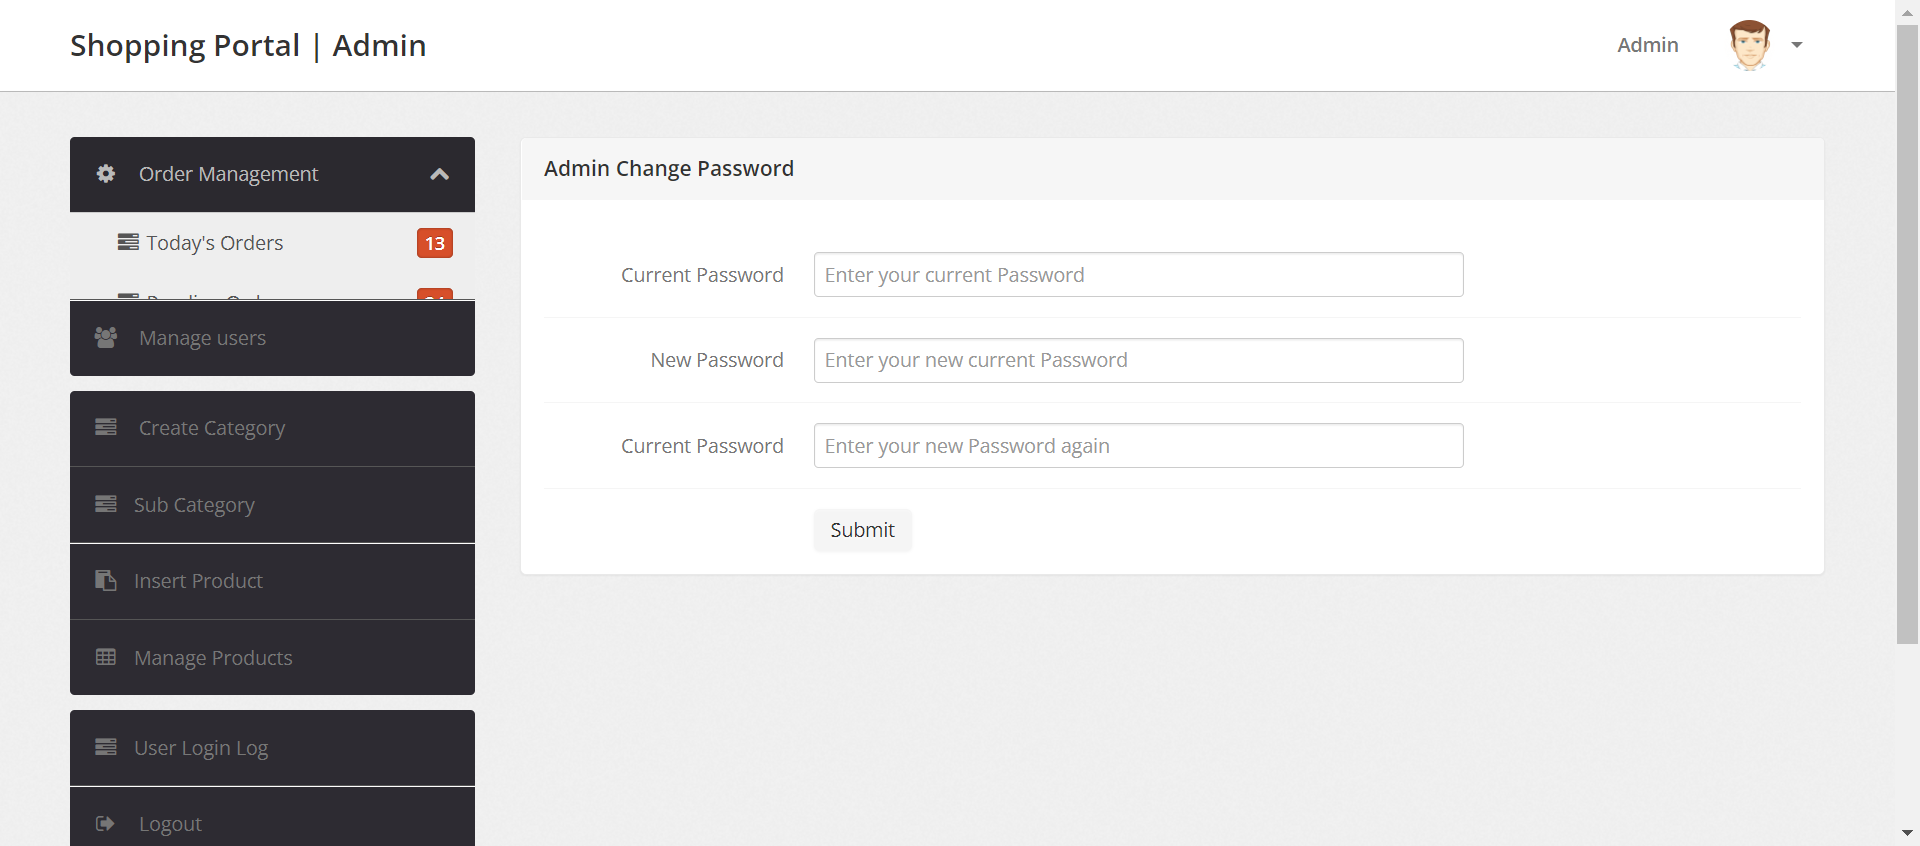 Shopping Portal | Admin
Admin
Order Management
Today's Orders 13
Manage users
Create Category
Sub Category
Insert Product
Manage Products
User Login Log
Logout
Admin Change Password
Current Password Enter your current Password
New Password Enter your new current Password
Current Password Enter your new Password again
Submit